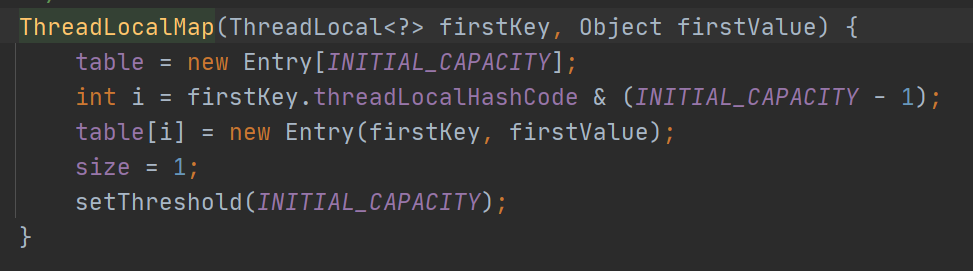 ThreadLocalMap(ThreadLocal<?> firstKey, Object firstValue) {
    table = new Entry[INITIAL_CAPACITY];
    int i = firstKey.threadLocalHashCode & (INITIAL_CAPACITY - 1);
    table[i] = new Entry(firstKey, firstValue);
    size = 1;
    setThreshold(INITIAL_CAPACITY);
}